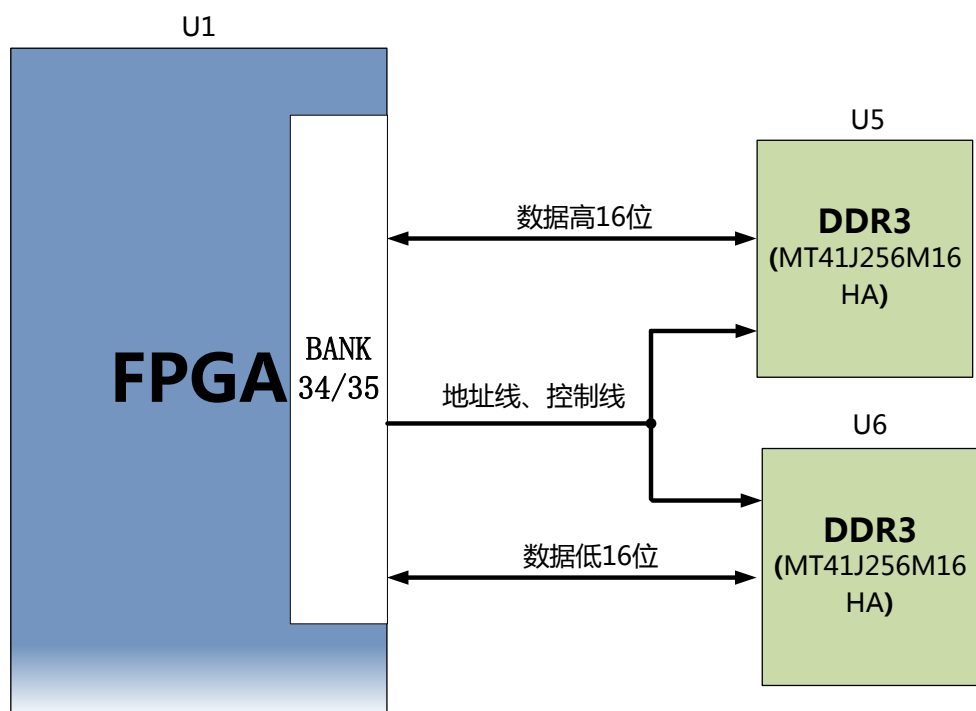 U1
U5
DDR3
(MT41J256M16
HA)
数据高16位
FPGA
BANK
34/35
地址线、控制线
U6
DDR3
(MT41J256M16
HA)
数据低16位